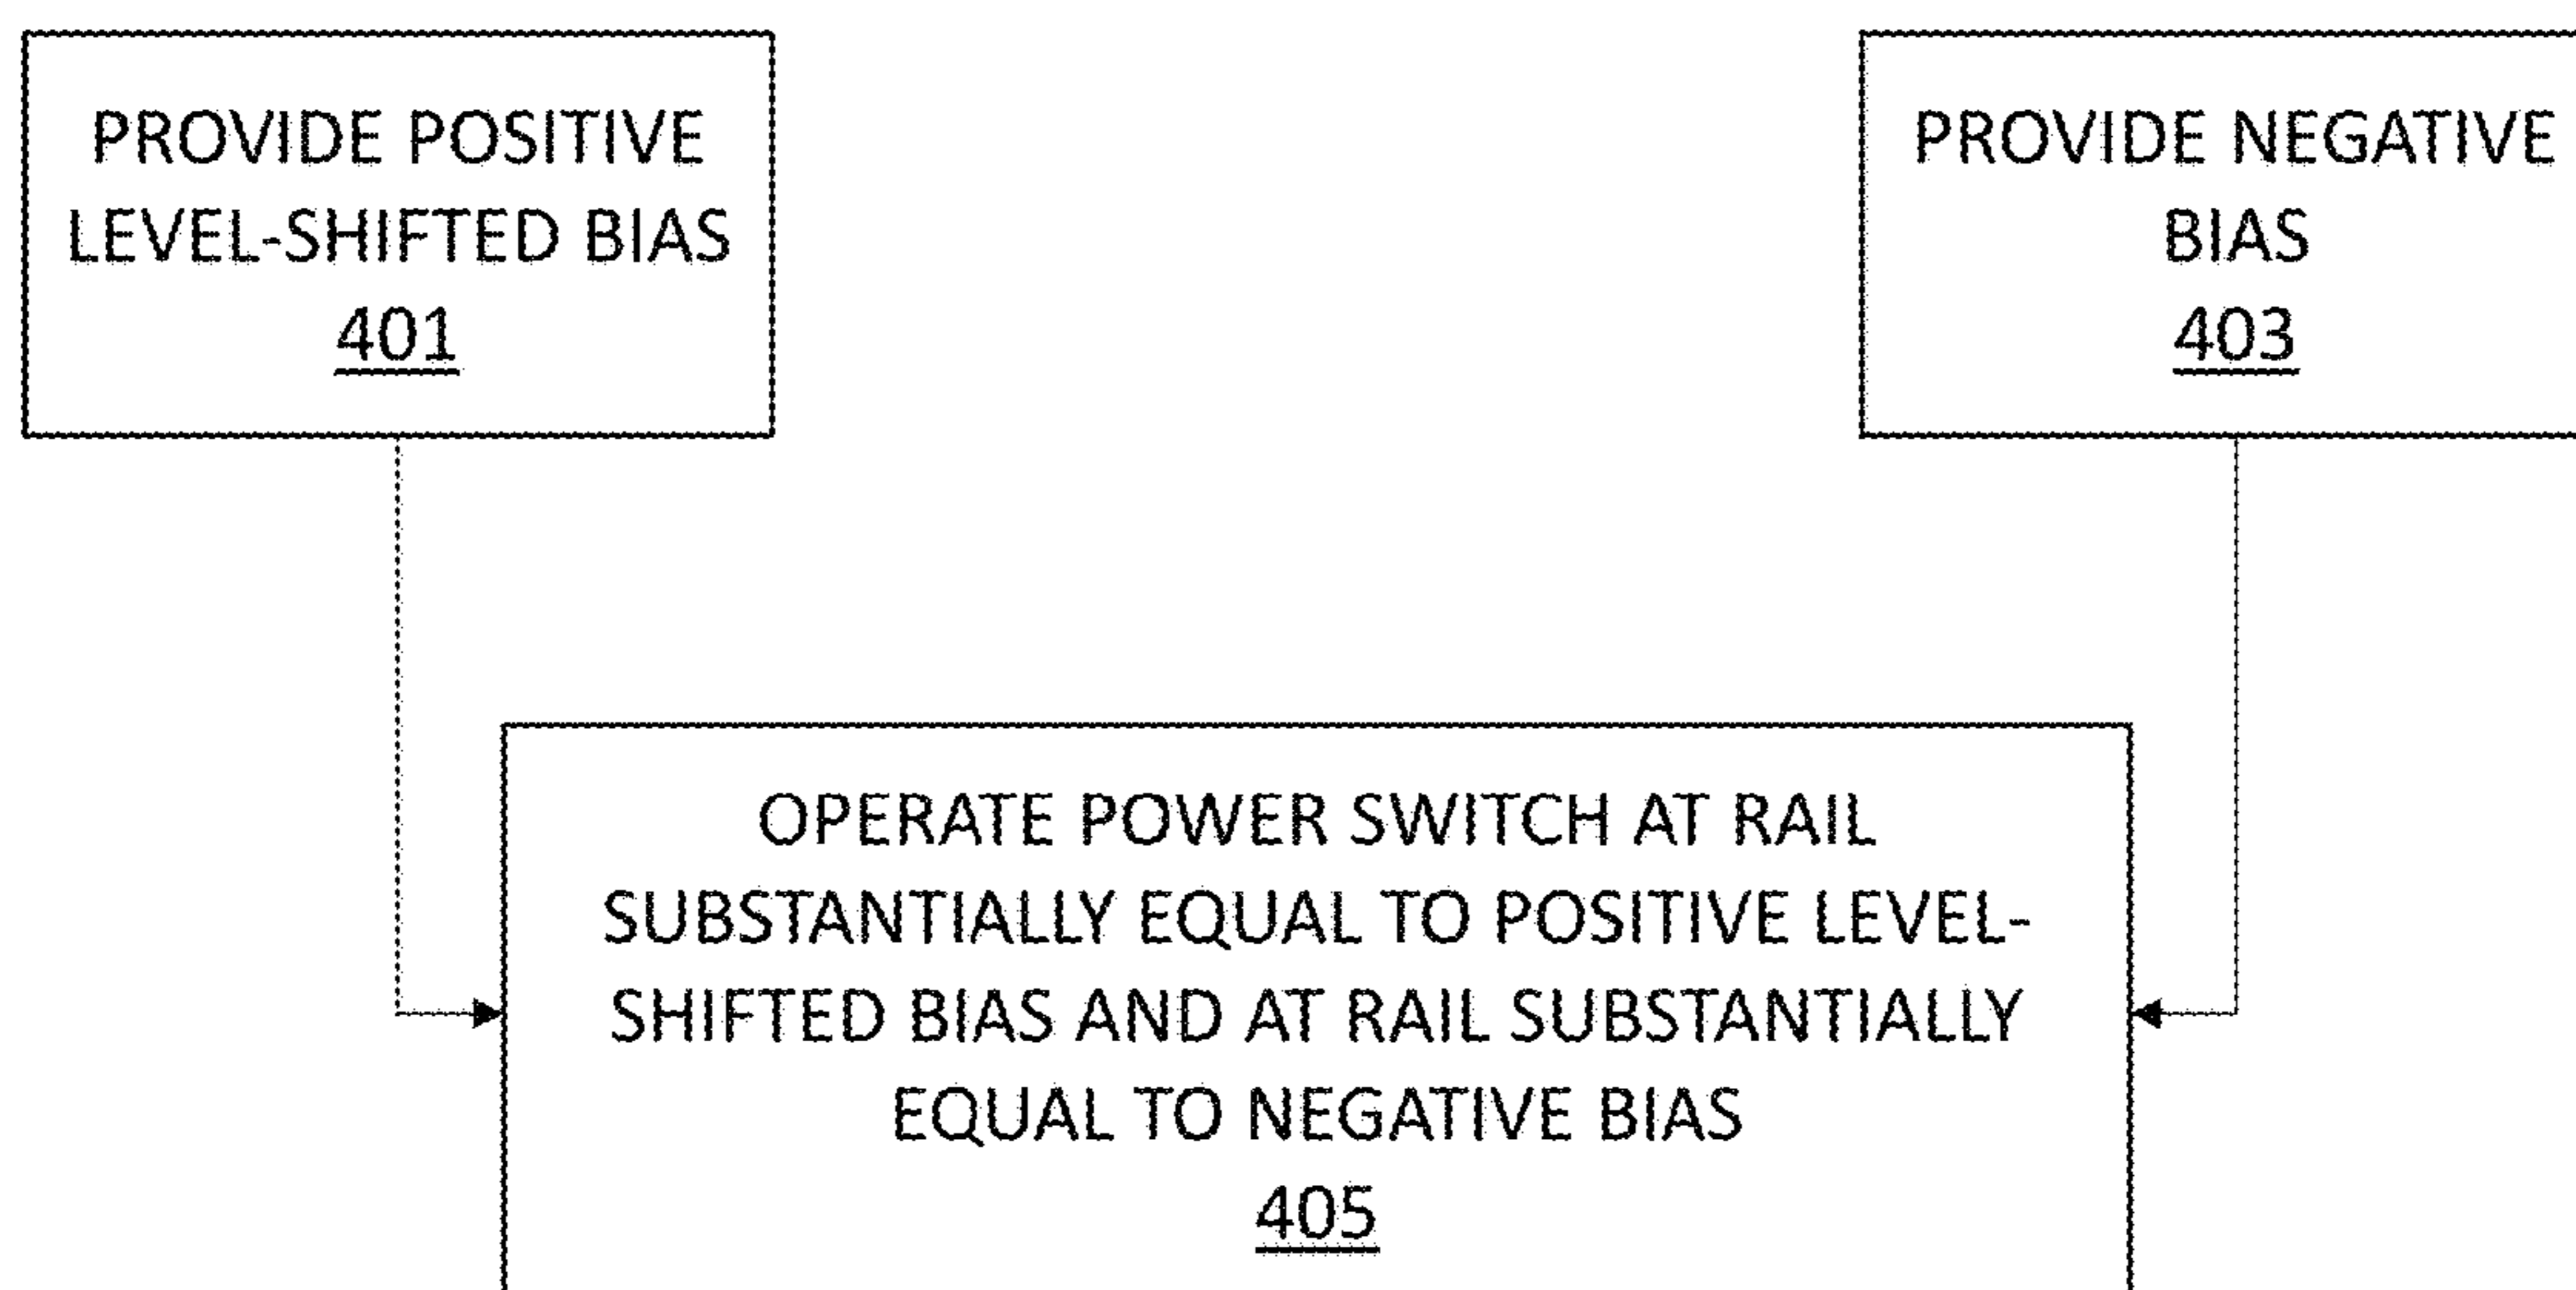 PROVIDE POSITIVE
LEVEL-SHIFTED BIAS
401
PROVIDE NEGATIVE
BIAS
403
OPERATE POWER SWITCH AT RAIL
SUBSTANTIALLY EQUAL TO POSITIVE LEVEL-
SHIFTED BIAS AND AT RAIL SUBSTANTIALLY
EQUAL TO NEGATIVE BIAS
405